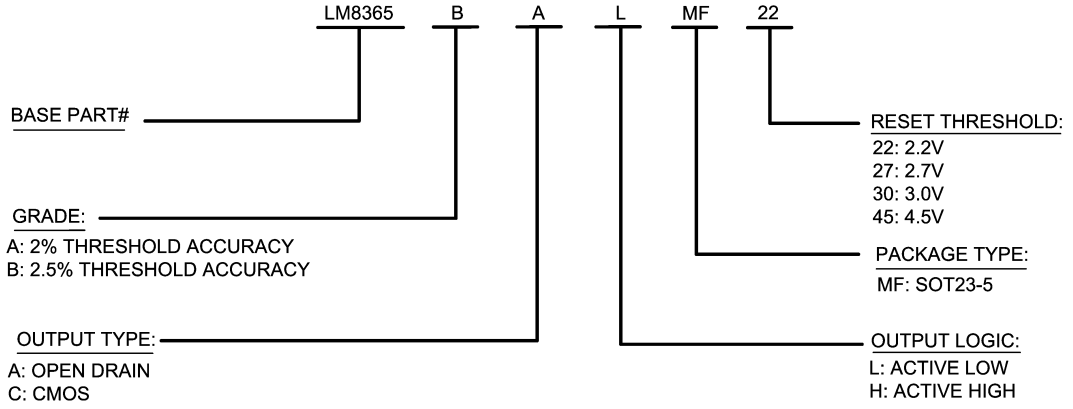 LM8365 B A L MF 22
BASE PART#
GRADE:
A: 2% THRESHOLD ACCURACY
B: 2.5% THRESHOLD ACCURACY
OUTPUT TYPE:
A: OPEN DRAIN
C: CMOS
RESET THRESHOLD:
22: 2.2V
27: 2.7V
30: 3.0V
45: 4.5V
PACKAGE TYPE:
MF: SOT23-5
OUTPUT LOGIC:
L: ACTIVE LOW
H: ACTIVE HIGH